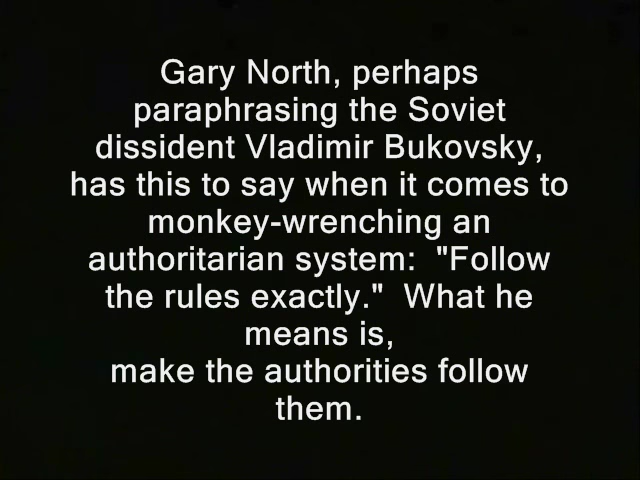 Gary North, perhaps
paraphrasing the Soviet
dissident Vladimir Bukovsky,
has this to say when it comes to
monkey-wrenching an
authoritarian system:  "Follow
the rules exactly."  What he
means is,
make the authorities follow
them.